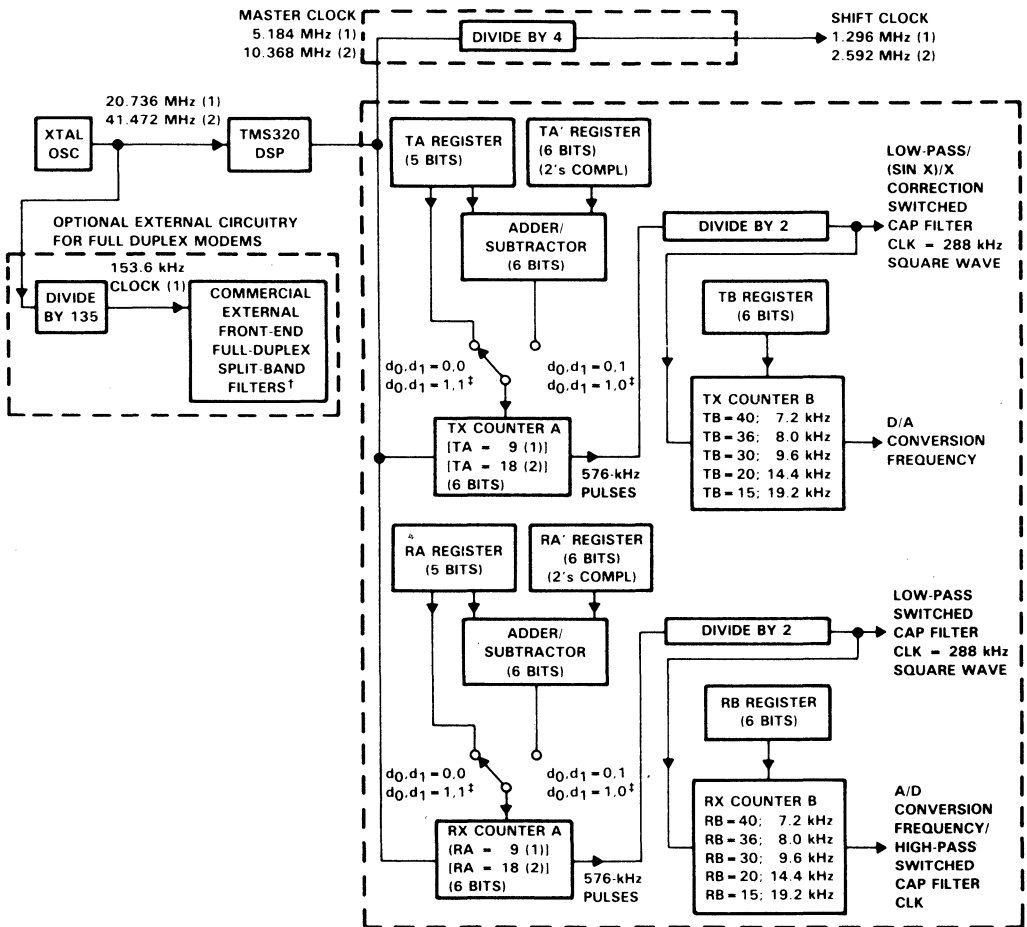 MASTER CLOCK
5.184 MHz (1)
10.368 MHz (2)
DIVIDE BY 4
SHIFT CLOCK
1.296 MHz (1)
2.592 MHz (2)
20.736 MHz (1)
41.472 MHz (2)
XTAL
OSC
TMS320
DSP
OPTIONAL EXTERNAL CIRCUITRY
FOR FULL DUPLEX MODEMS
153.6 kHz
CLOCK (1)
DIVIDE
BY 135
COMMERCIAL
EXTERNAL
FRONT-END
FULL-DUPLEX
SPLIT-BAND
FILTERS†
TA REGISTER
(5 BITS)
TA' REGISTER
(6 BITS)
(2's COMPL)
ADDER/
SUBTRACTOR
(6 BITS)
d0,d1 = 0,0
d0,d1 = 1,1‡
d0,d1 = 0,1
d0,d1 = 1,0‡
TX COUNTER A
[TA = 9 (1)]
[TA = 18 (2)]
(6 BITS)
576-kHz
PULSES
DIVIDE BY 2
LOW-PASS/
(SIN X)/X
CORRECTION
SWITCHED
CAP FILTER
CLK = 288 kHz
SQUARE WAVE
TB REGISTER
(6 BITS)
TX COUNTER B
TB = 40; 7.2 kHz
TB = 36; 8.0 kHz
TB = 30; 9.6 kHz
TB = 20; 14.4 kHz
TB = 15; 19.2 kHz
D/A
CONVERSION
FREQUENCY
RA REGISTER
(5 BITS)
RA' REGISTER
(6 BITS)
(2's COMPL)
ADDER/
SUBTRACTOR
(6 BITS)
d0,d1 = 0,0
d0,d1 = 1,1‡
d0,d1 = 0,1
d0,d1 = 1,0‡
RX COUNTER A
(RA = 9 (1)]
[RA = 18 (2)]
(6 BITS)
576-kHz
PULSES
DIVIDE BY 2
LOW-PASS
SWITCHED
CAP FILTER
CLK = 288 kHz
SQUARE WAVE
RB REGISTER
(6 BITS)
RX COUNTER B
RB = 40; 7.2 kHz
RB = 36; 8.0 kHz
RB = 30; 9.6 kHz
RB = 20; 14.4 kHz
RB = 15; 19.2 kHz
A/D
CONVERSION
FREQUENCY/
HIGH-PASS
SWITCHED
CAP FILTER
CLK